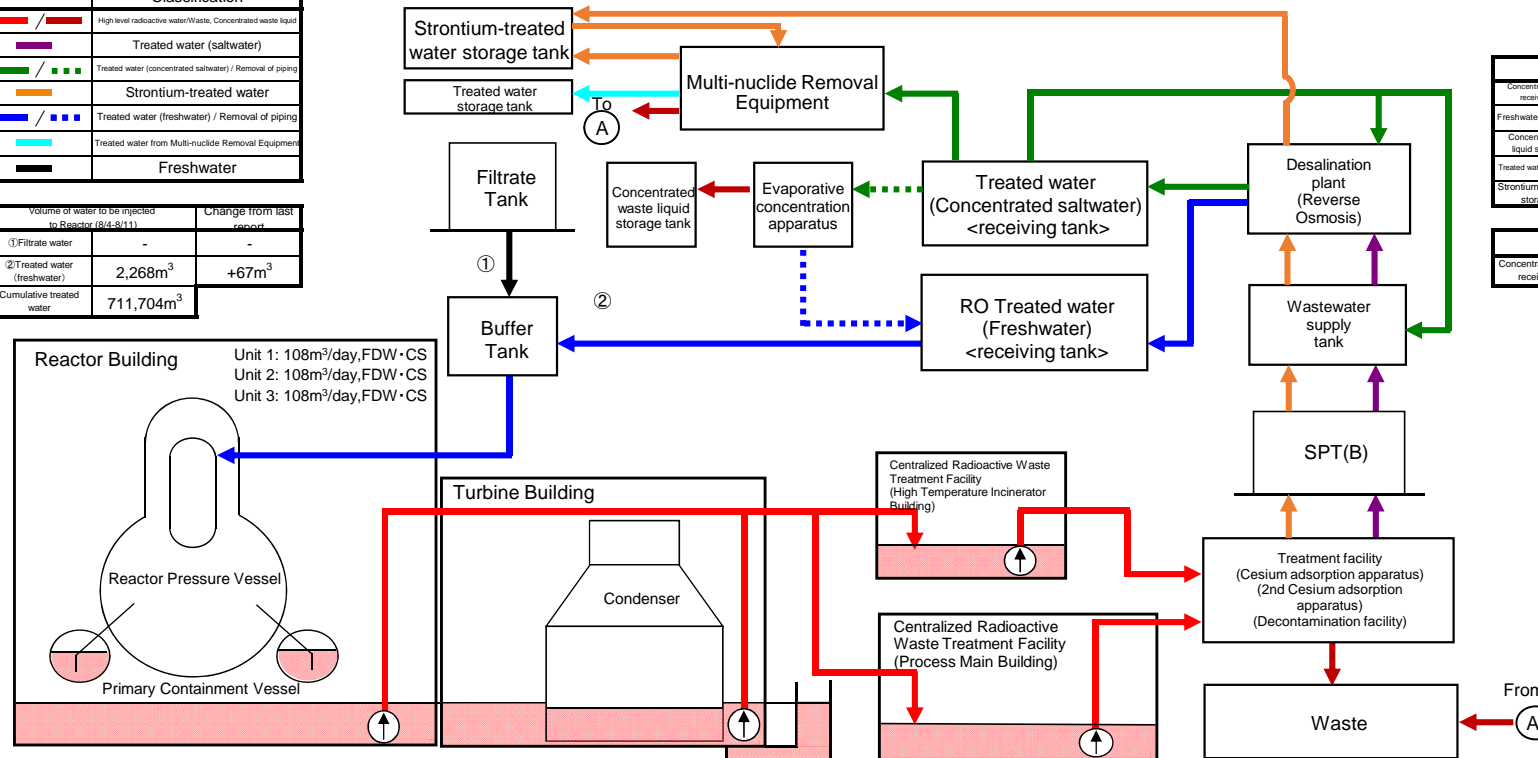 Classification
High level radioactive water/Waste, Concentrated waste liquid
Treated water (saltwater)
Treated water (concentrated saltwater) / Removal of piping
Strontium-treated water
Treated water (freshwater) / Removal of piping
Treated water from Multi-nuclide Removal Equipment
Freshwater
Volume of water to be injected
to Reactor (8/4-8/11)
Change from last
report
①Filtrate water
-
-
②Treated water
(freshwater)
2,268m³
+67m³
Cumulative treated
water
711,704m³
Strontium-treated
water storage tank
Treated water
storage tank
To
A
Multi-nuclide Removal
Equipment
Filtrate
Tank
①
②
Buffer
Tank
Concentrated
waste liquid
storage tank
Evaporative
concentration
apparatus
Treated water
(Concentrated saltwater)
<receiving tank>
RO Treated water
(Freshwater)
<receiving tank>
Desalination
plant
(Reverse
Osmosis)
Wastewater
supply
tank
SPT(B)
Treatment facility
(Cesium adsorption apparatus)
(2nd Cesium adsorption
apparatus)
(Decontamination facility)
Waste
From
A
Reactor Building
Unit 1: 108m³/day,FDW・CS
Unit 2: 108m³/day,FDW・CS
Unit 3: 108m³/day,FDW・CS
Reactor Pressure Vessel
Primary Containment Vessel
Turbine Building
Condenser
Centralized Radioactive Waste
Treatment Facility
(High Temperature Incinerator
Building)
Centralized Radioactive
Waste Treatment Facility
(Process Main Building)